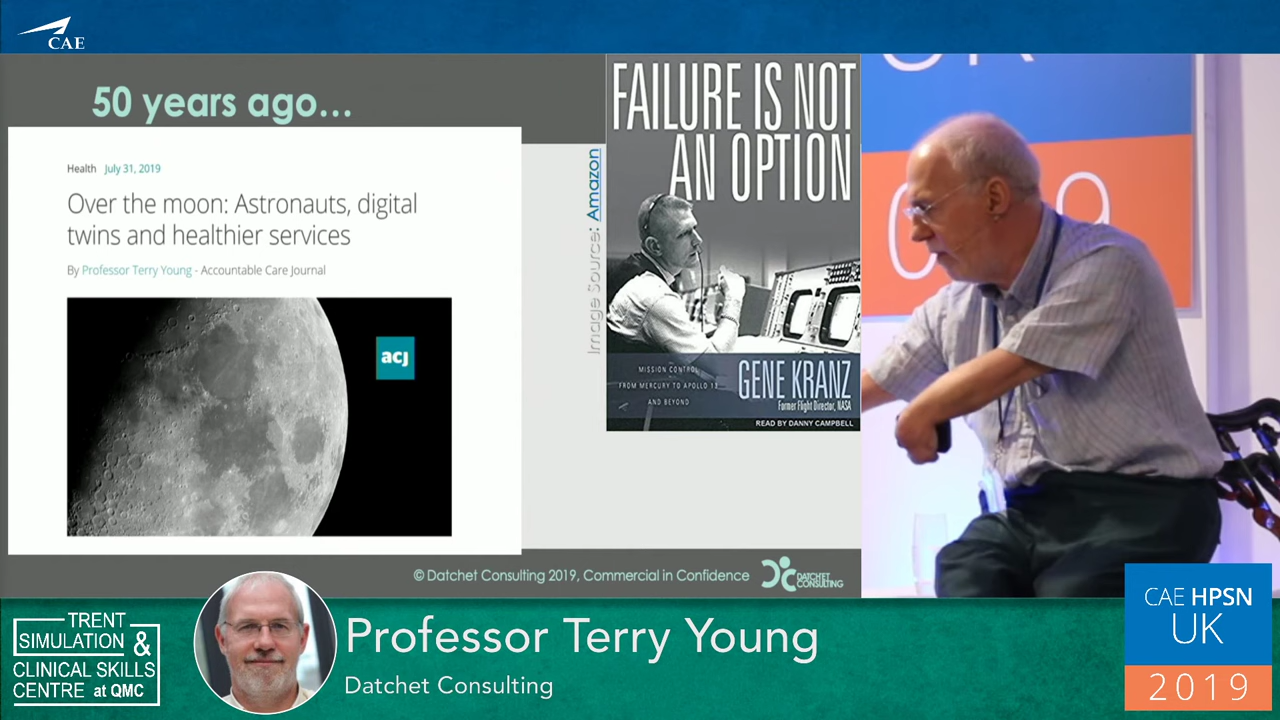 CAE
50 years ago...
Health July 31, 2019
Over the moon: Astronauts, digital
twins and healthier services
By Professor Terry Young - Accountable Care Journal
acj
Image Source: Amazon
FAILURE IS NOT
AN OPTION
MISSION CONTROL
FROM MERCURY TO APOLLO 13
AND BEYOND
GENE KRANZ
Former Flight Director, NASA
READ BY DANNY CAMPBELL
© Datchet Consulting 2019, Commercial in Confidence
DATCHET
CONSULTING
TRENT
SIMULATION &
CLINICAL SKILLS
CENTRE at QMC
Professor Terry Young
Datchet Consulting
CAE HPSN
UK
2019